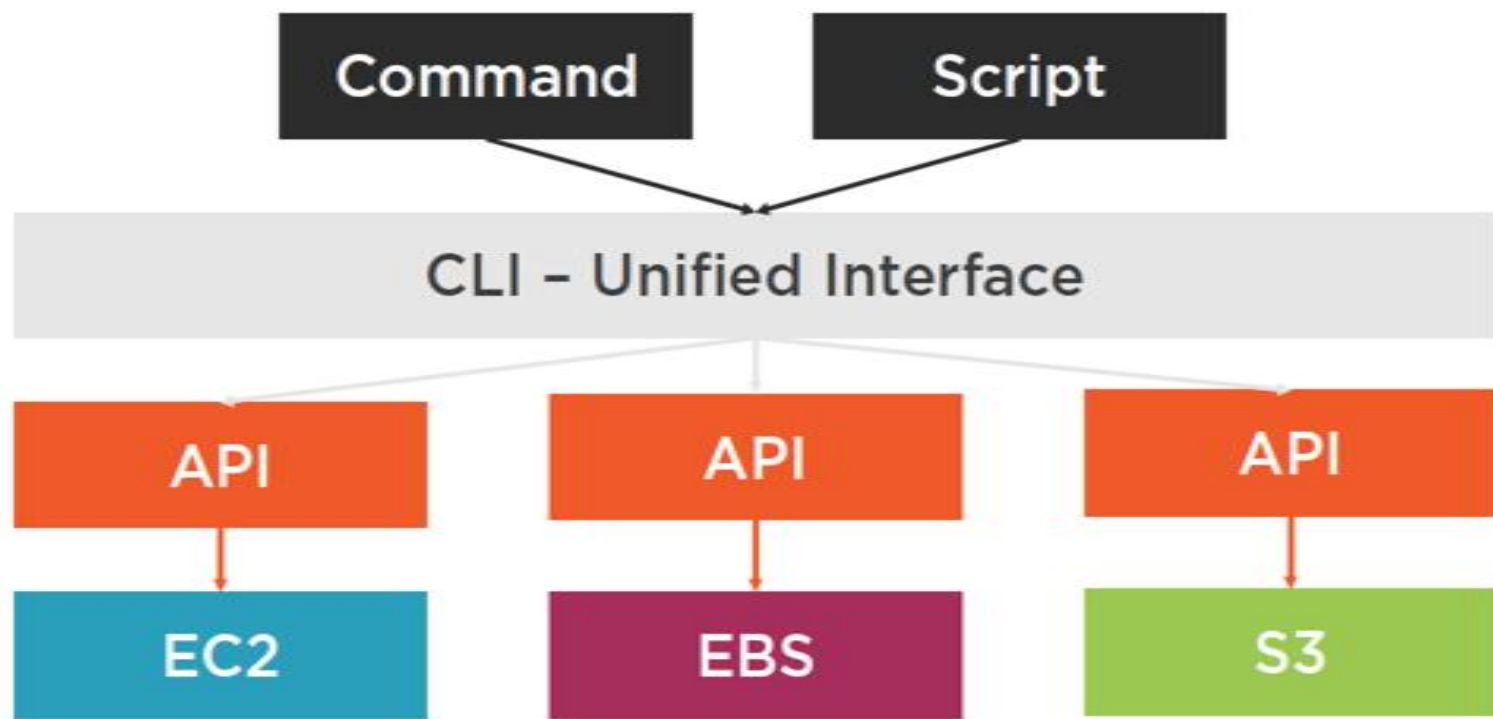 Command
Script
CLI – Unified Interface
API
API
API
EC2
EBS
S3